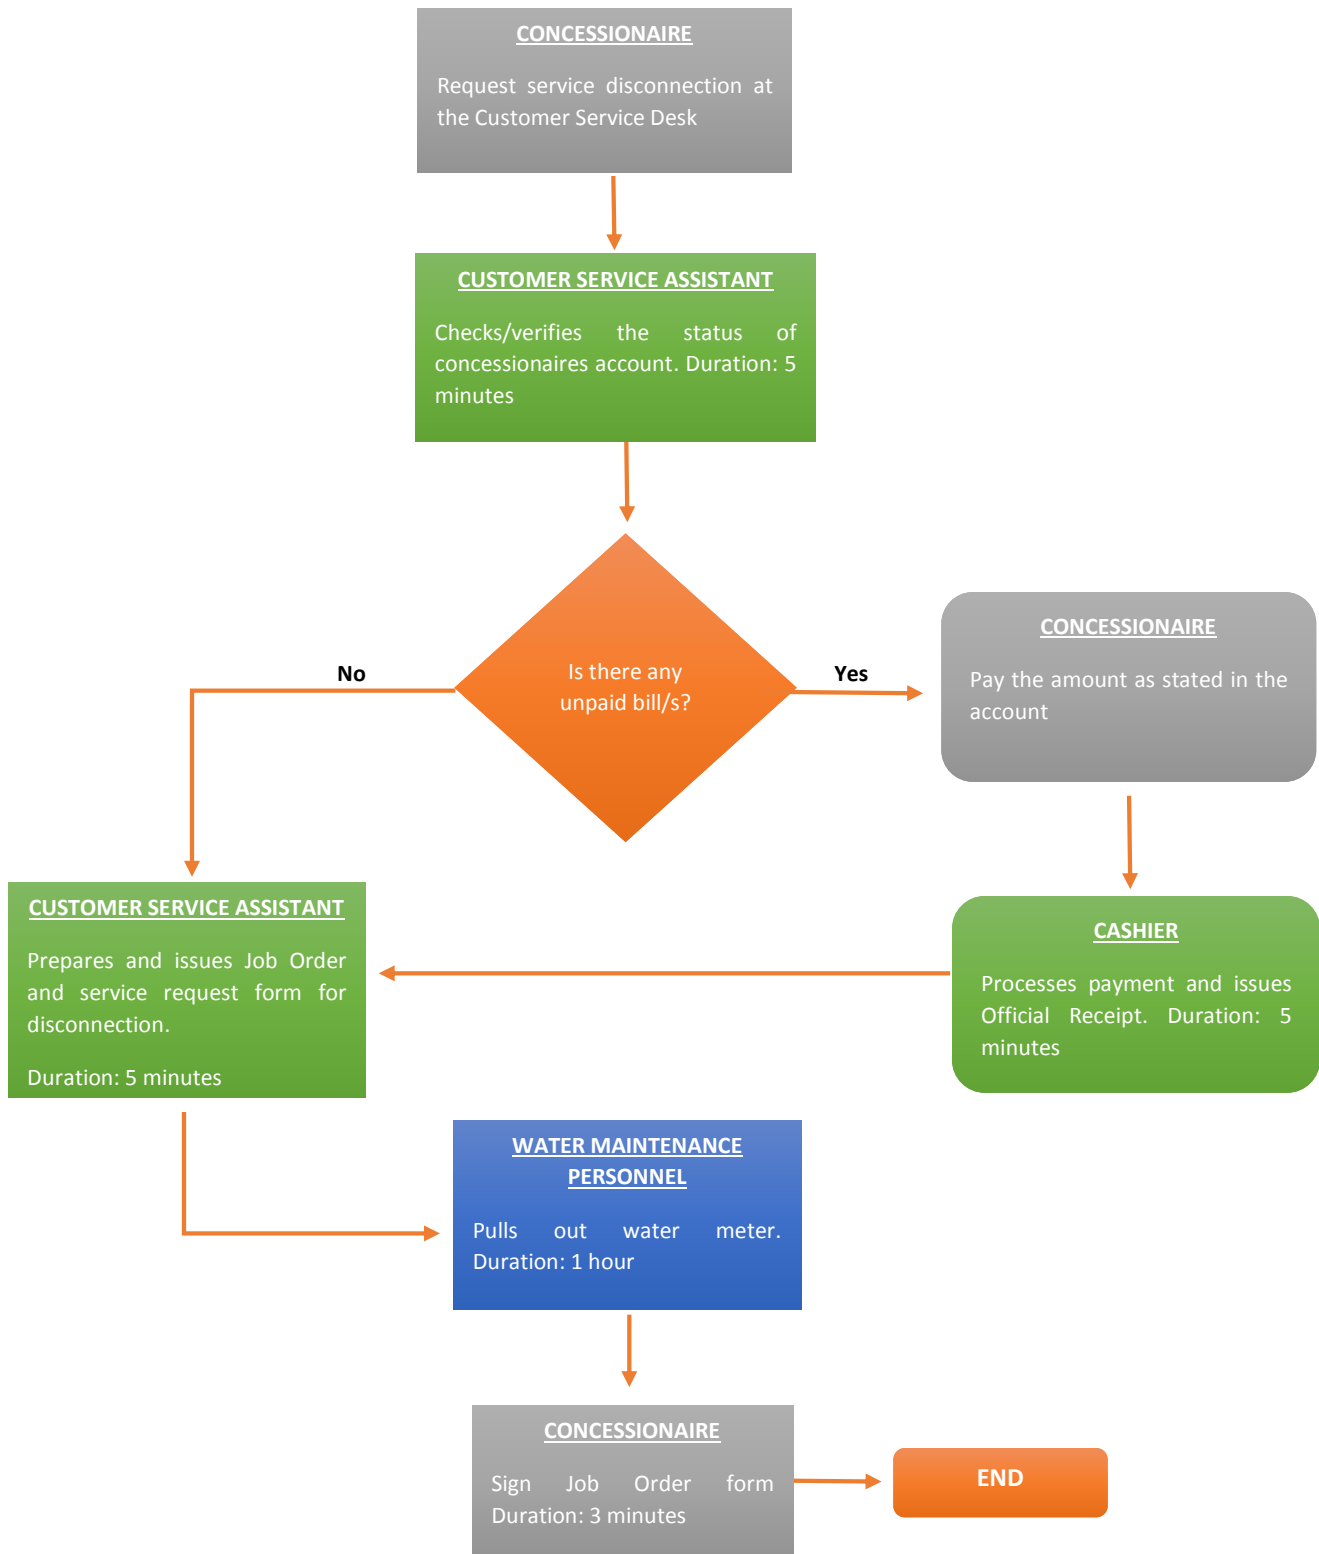 CONCESSIONAIRE
Request service disconnection at
the Customer Service Desk
CUSTOMER SERVICE ASSISTANT
Checks/verifies the status of
concessionaires account. Duration: 5
minutes
Is there any
unpaid bill/s?
No
Yes
CONCESSIONAIRE
Pay the amount as stated in the
account
CASHIER
Processes payment and issues
Official Receipt. Duration: 5
minutes
CUSTOMER SERVICE ASSISTANT
Prepares and issues Job Order
and service request form for
disconnection.
Duration: 5 minutes
WATER MAINTENANCE
PERSONNEL
Pulls out water meter.
Duration: 1 hour
CONCESSIONAIRE
Sign Job Order form
Duration: 3 minutes
END